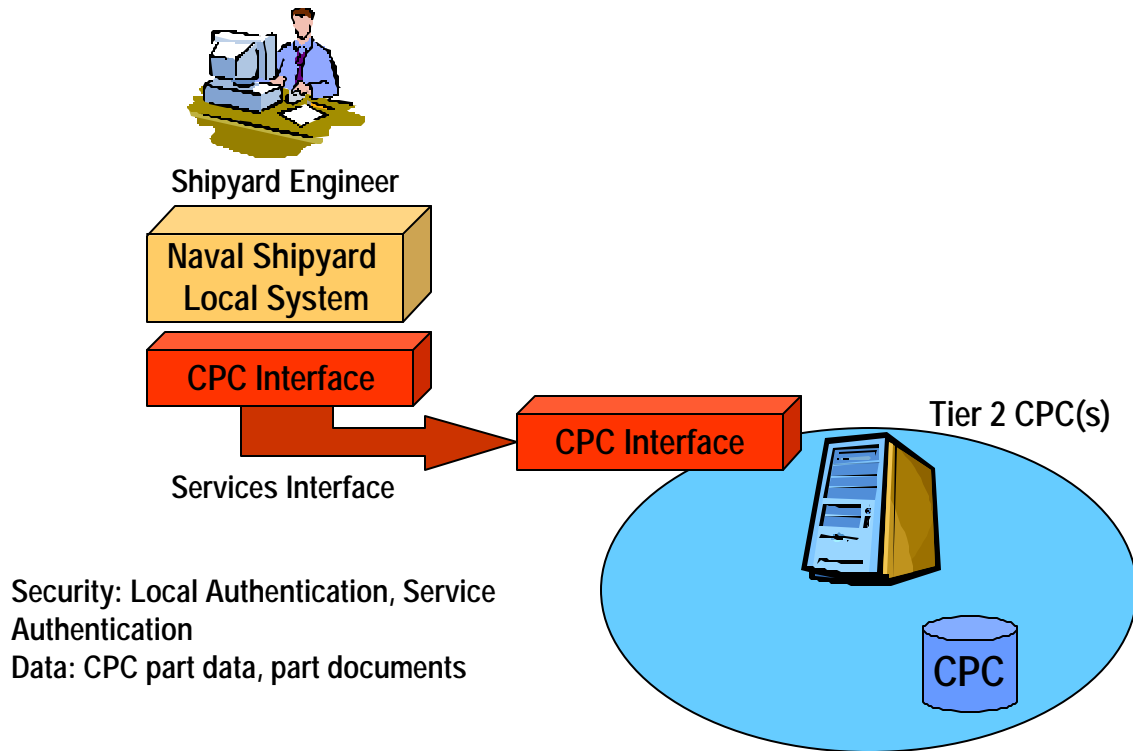 Shipyard Engineer
Naval Shipyard
Local System
CPC Interface
CPC Interface
Tier 2 CPC(s)
Services Interface
Security: Local Authentication, Service
Authentication
Data: CPC part data, part documents
CPC